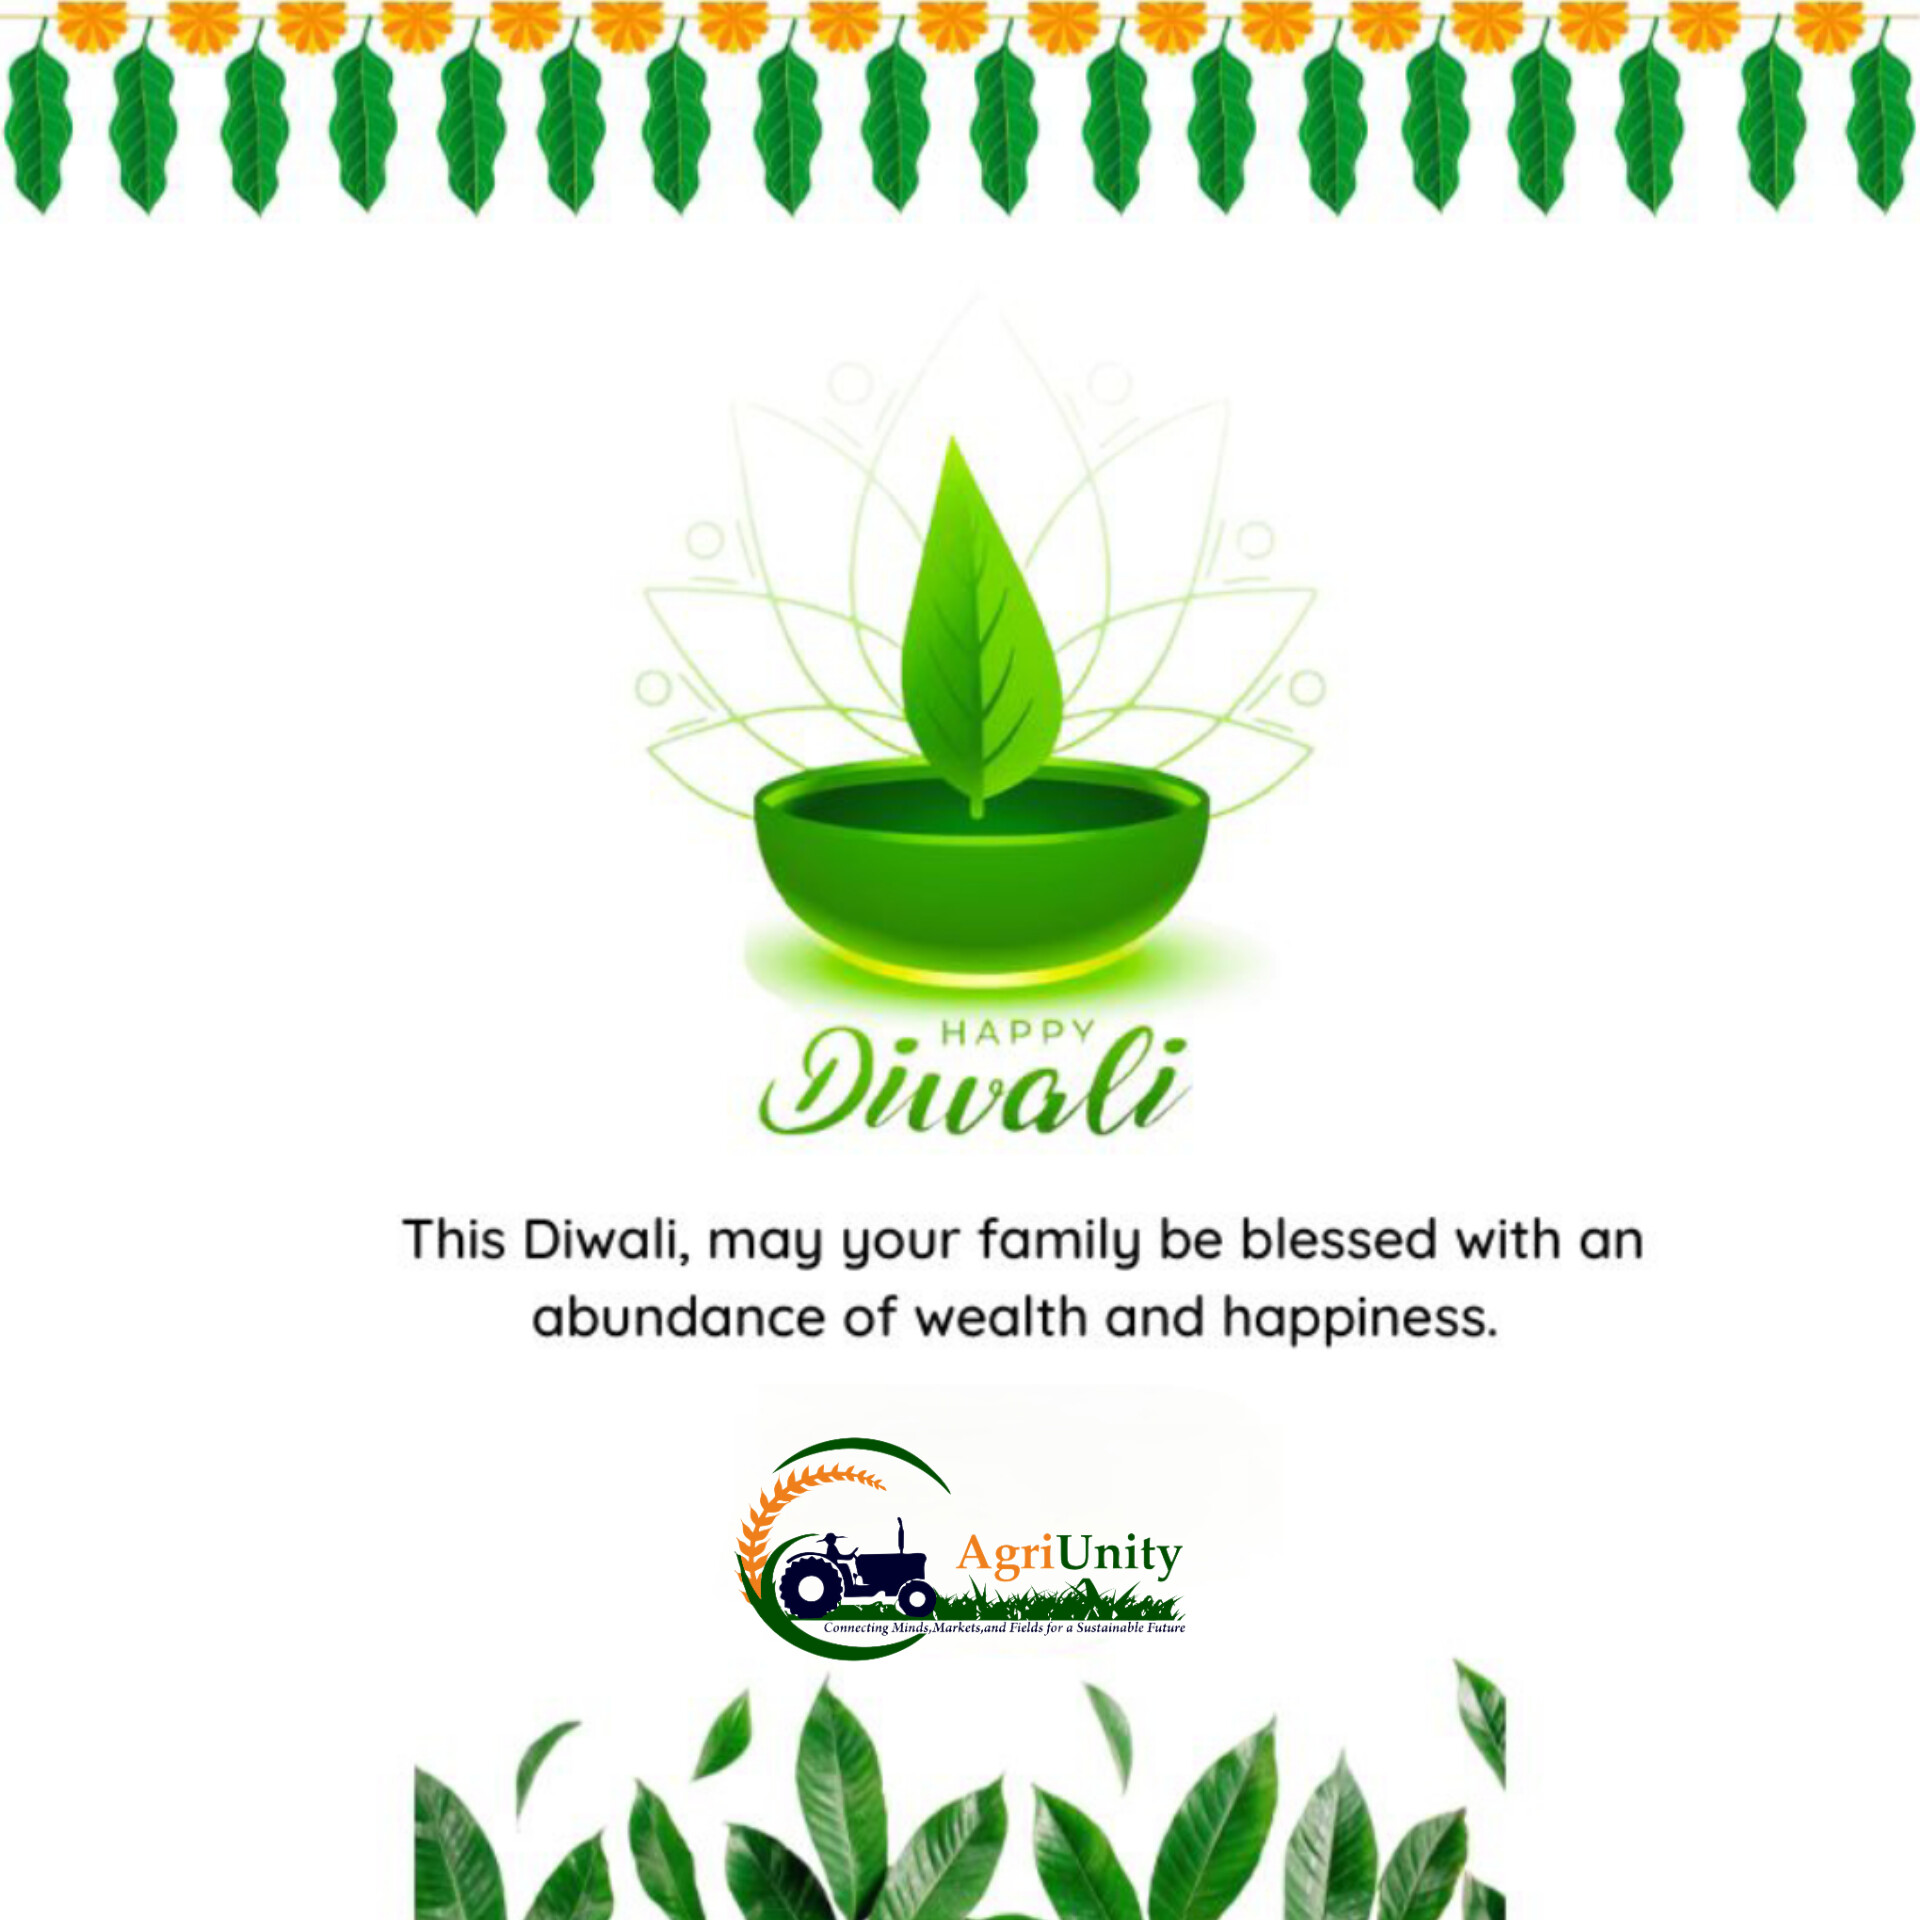 HAPPY
Diwali
This Diwali, may your family be blessed with an
abundance of wealth and happiness.
AgriUnity
Connecting Minds,Markets,and Fields for a Sustainable Future